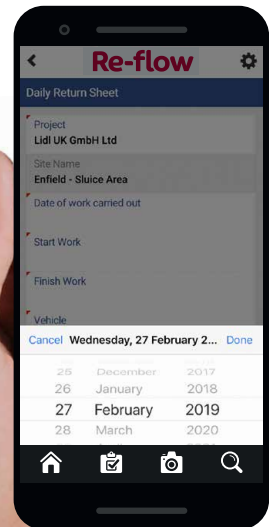 Re-flow
Daily Return Sheet
Project
Lidl UK GmbH Ltd
Site Name
Enfield - Sluice Area
Date of work carried out
Start Work
Finish Work
Vehicle
Cancel Wednesday, 27 February 2... Done
25 December 2017
26 January 2018
27 February 2019
28 March 2020